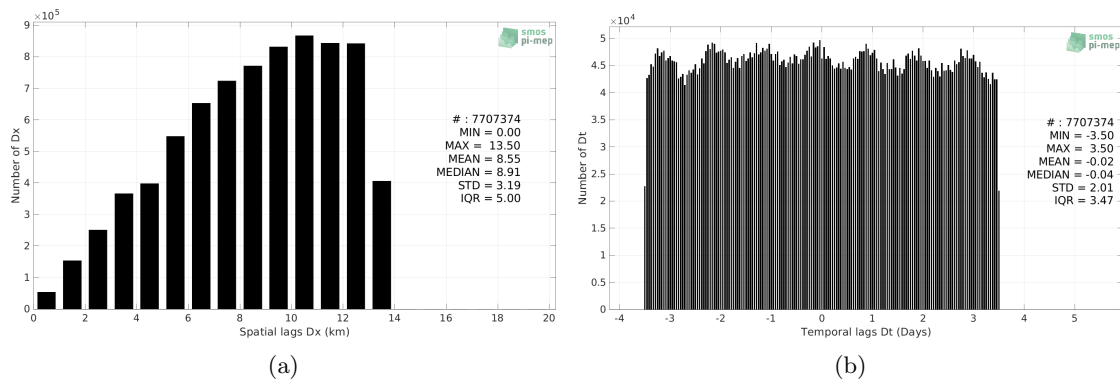 ×10⁵
9
8
7
6
5
4
3
2
1
0
Number of Dx
0 2 4 6 8 10 12 14 16 18 20
Spatial lags Dx (km)
smos
pi-mep
# : 7707374
MIN = 0.00
MAX = 13.50
MEAN = 8.55
MEDIAN = 8.91
STD = 3.19
IQR = 5.00
(a)
×10⁴
5
4.5
4
3.5
3
2.5
2
1.5
1
0.5
0
Number of Dt
-4 -3 -2 -1 0 1 2 3 4 5
Temporal lags Dt (Days)
smos
pi-mep
# : 7707374
MIN = -3.50
MAX = 3.50
MEAN = -0.02
MEDIAN = -0.04
STD = 2.01
IQR = 3.47
(b)